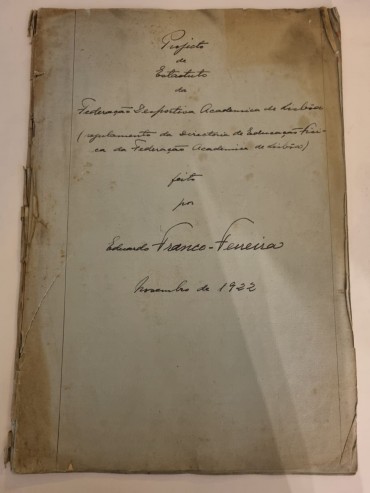 Projecto
de
Estatuto
da
Federação Desportiva Academica de Lisbôa
(regulamento da Directoria de Educação Fisi-
ca da Federação Academica de Lisbôa)
feito
por
Eduardo Franco-Ferreira
Novembro de 1922